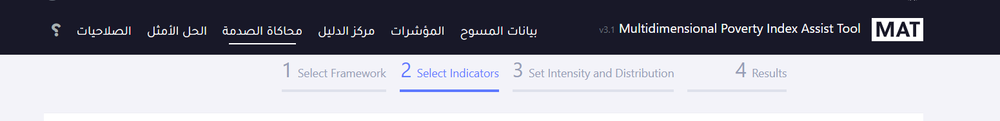 MAT Multidimensional Poverty Index Assist Tool v3.1
بيانات المسوح المؤشرات مركز الدليل محاكاة الصدمة الحل الأمثل الصلاحيات ؟
1 Select Framework 2 Select Indicators 3 Set Intensity and Distribution 4 Results